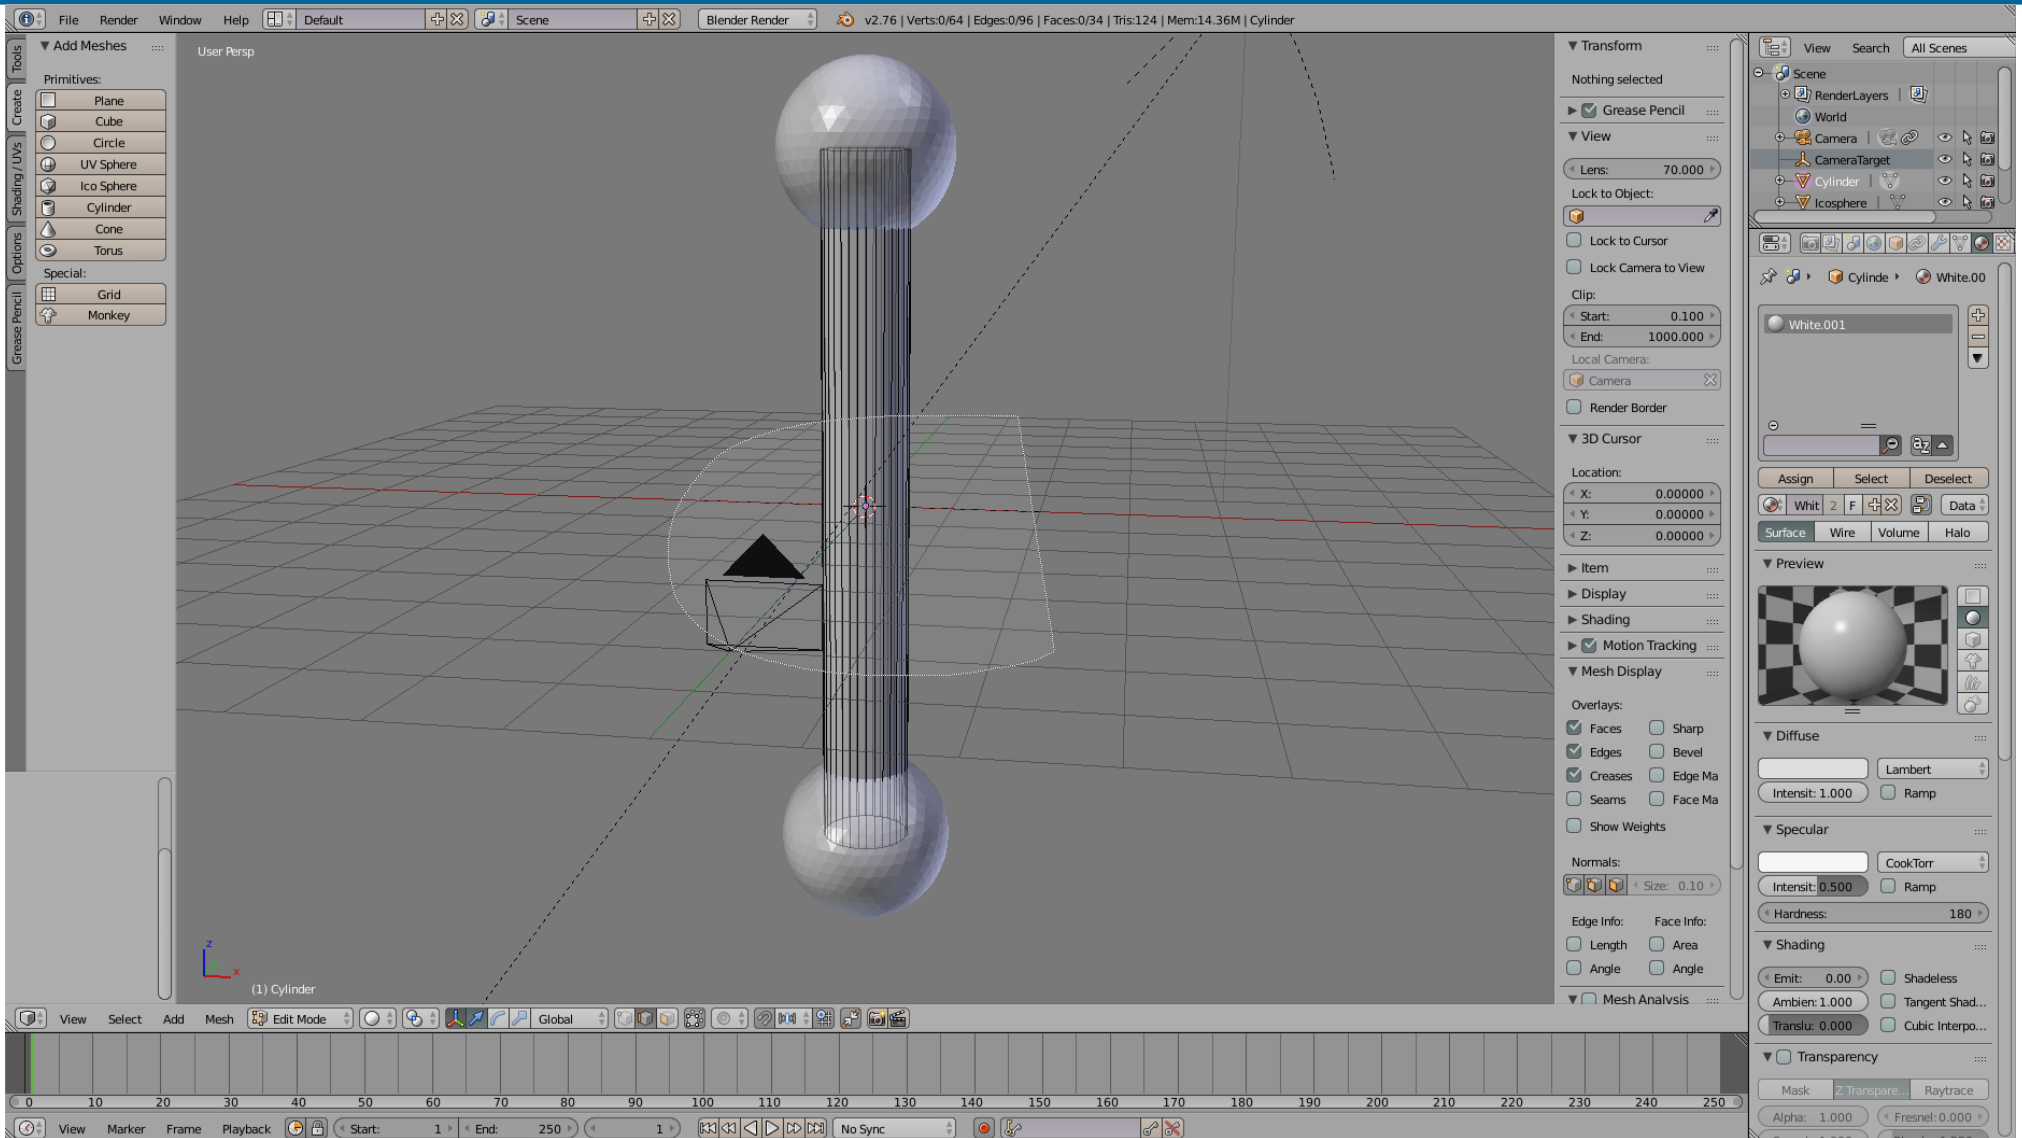 File Render Window Help Default Scene Blender Render v2.76 | Verts:0/64 | Edges:0/96 | Faces:0/34 | Tris:124 | Mem:14.36M | Cylinder
Tools
Create
Shading / UVs
Options
Grease Pencil
Add Meshes
Primitives:
Plane
Cube
Circle
UV Sphere
Ico Sphere
Cylinder
Cone
Torus
Special:
Grid
Monkey
User Persp
z
x
(1) Cylinder
Transform
Nothing selected
Grease Pencil
View
Lens: 70.000
Lock to Object:
Lock to Cursor
Lock Camera to View
Clip:
Start: 0.100
End: 1000.000
Local Camera:
Camera
Render Border
3D Cursor
Location:
X: 0.00000
Y: 0.00000
Z: 0.00000
Item
Display
Shading
Motion Tracking
Mesh Display
Overlays:
Faces Sharp
Edges Bevel
Creases Edge Ma
Seams Face Ma
Show Weights
Normals:
Size: 0.10
Edge Info: Face Info:
Length Area
Angle Angle
Mesh Analysis
View Search All Scenes
Scene
RenderLayers |
World
Camera |
CameraTarget
Cylinder |
Icosphere |
Cylinde White.00
White.001
Assign Select Deselect
Whit 2 F Data
Surface Wire Volume Halo
Preview
Diffuse
Lambert
Intensit: 1.000 Ramp
Specular
CookTorr
Intensit: 0.500 Ramp
Hardness: 180
Shading
Emit: 0.00 Shadeless
Ambien: 1.000 Tangent Shad...
Translu: 0.000 Cubic Interpo...
Transparency
Mask Z Transpare... Raytrace
Alpha: 1.000 Fresnel: 0.000
View Select Add Mesh Edit Mode Global
0 10 20 30 40 50 60 70 80 90 100 110 120 130 140 150 160 170 180 190 200 210 220 230 240 250
View Marker Frame Playback Start: 1 End: 250 1 No Sync